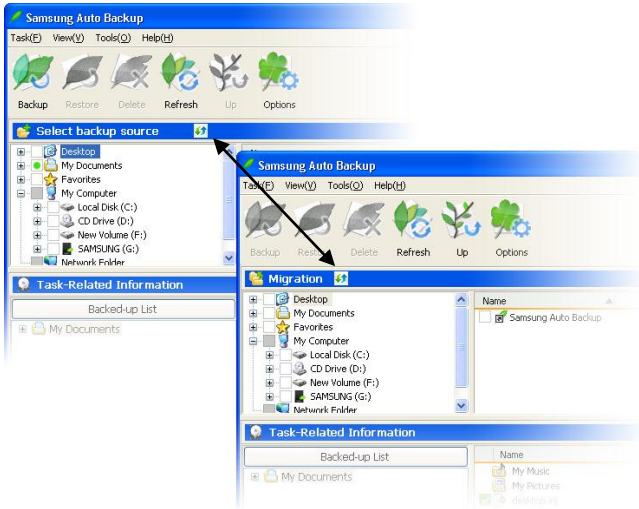 Samsung Auto Backup
Task(F) View(V) Tools(O) Help(H)
Backup Restore Delete Refresh Up Options
Select backup source
Desktop
My Documents
Favorites
My Computer
Local Disk (C:)
CD Drive (D:)
New Volume (F:)
SAMSUNG (G:)
Network Folder
Task-Related Information
Backed-up List
My Documents
Samsung Auto Backup
Task(F) View(V) Tools(O) Help(H)
Backup Restore Delete Refresh Up Options
Migration
Desktop
My Documents
Favorites
My Computer
Local Disk (C:)
CD Drive (D:)
New Volume (F:)
SAMSUNG (G:)
Network Folder
Name
Samsung Auto Backup
Task-Related Information
Backed-up List
My Documents
Name
My Music
My Pictures
desktop.ini